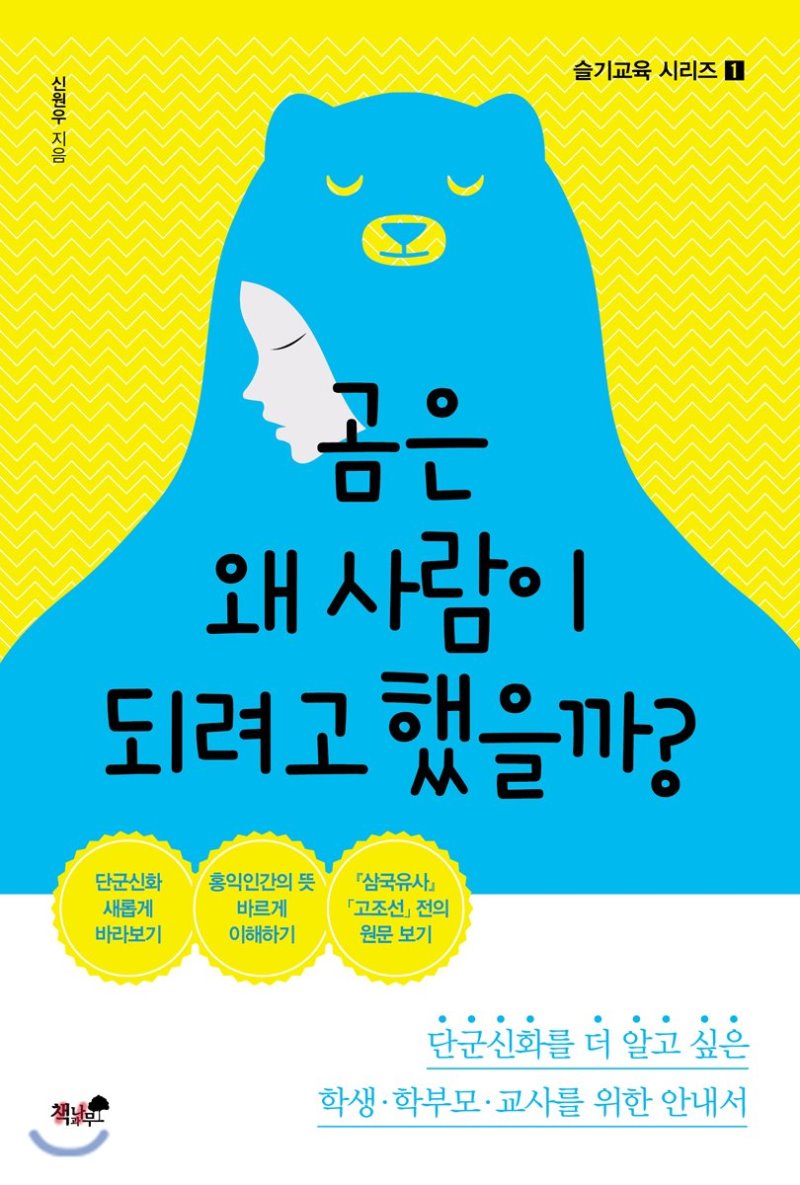 슬기교육 시리즈 1
신원우 지음
곰은
왜 사람이
되려고 했을까?
단군신화
새롭게
바라보기
홍익인간의 뜻
바르게
이해하기
『삼국유사』
「고조선」 전의
원문 보기
단군신화를 더 알고 싶은
학생·학부모·교사를 위한 안내서
책과나무